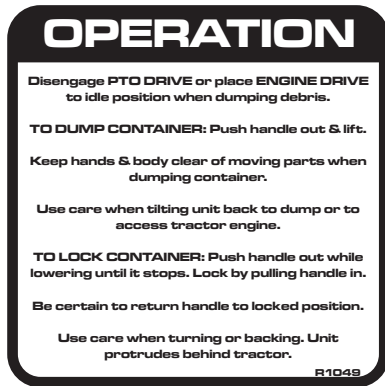 OPERATION
Disengage PTO DRIVE or place ENGINE DRIVE
to idle position when dumping debris.
TO DUMP CONTAINER: Push handle out & lift.
Keep hands & body clear of moving parts when
dumping container.
Use care when tilting unit back to dump or to
access tractor engine.
TO LOCK CONTAINER: Push handle out while
lowering until it stops. Lock by pulling handle in.
Be certain to return handle to locked position.
Use care when turning or backing. Unit
protrudes behind tractor.
R1049